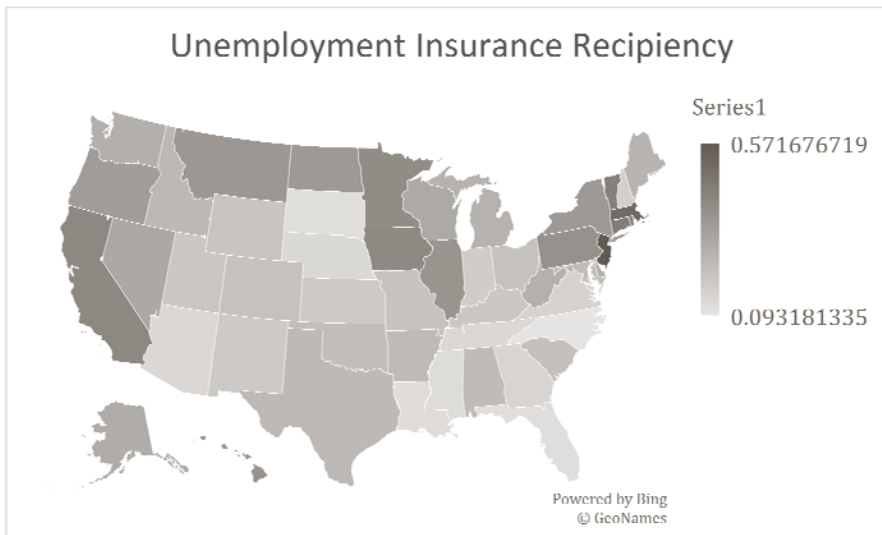 Unemployment Insurance Recipiency
Series1
0.571676719
0.093181335
Powered by Bing
© GeoNames